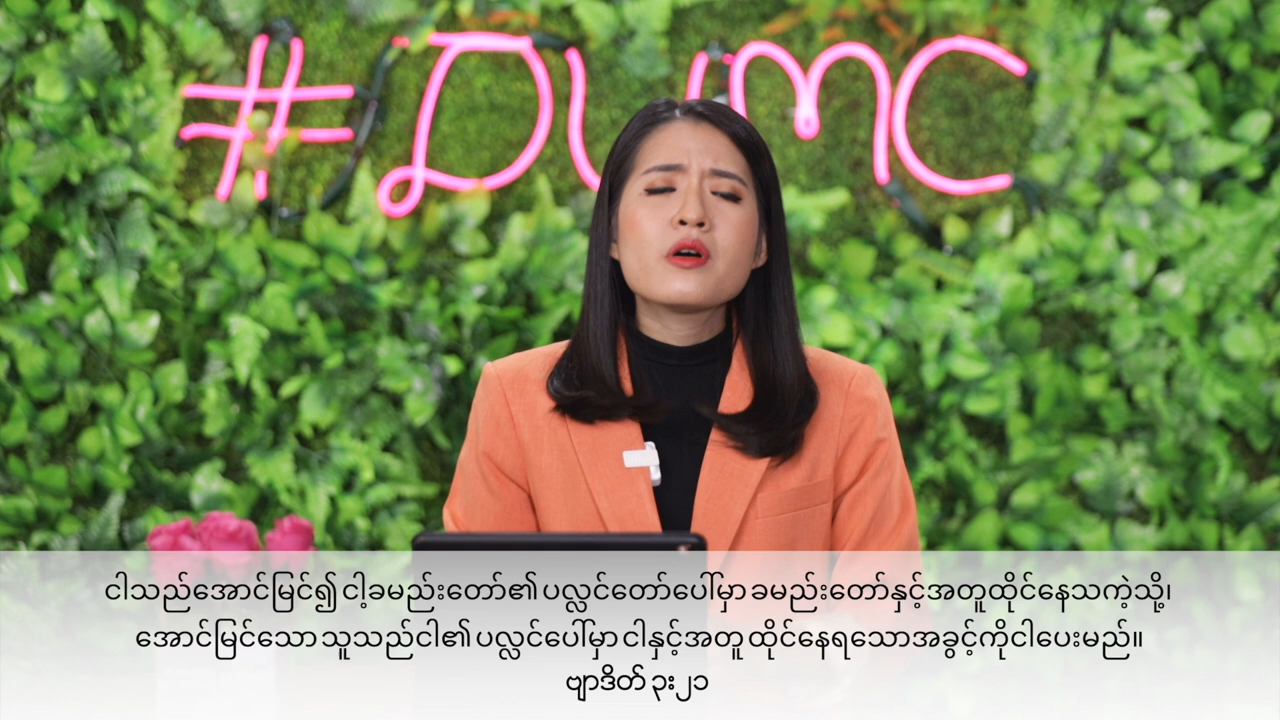 #DUMC
ငါသည်အောင်မြင်၍ ငါ့ခမည်းတော်၏ ပလ္လင်တော်ပေါ်မှာ ခမည်းတော်နှင့်အတူထိုင်နေသကဲ့သို့၊
အောင်မြင်သော သူသည်ငါ၏ ပလ္လင်ပေါ်မှာ ငါနှင့်အတူ ထိုင်နေရသောအခွင့်ကိုငါပေးမည်။
ဗျာဒိတ် ၃း၂၁